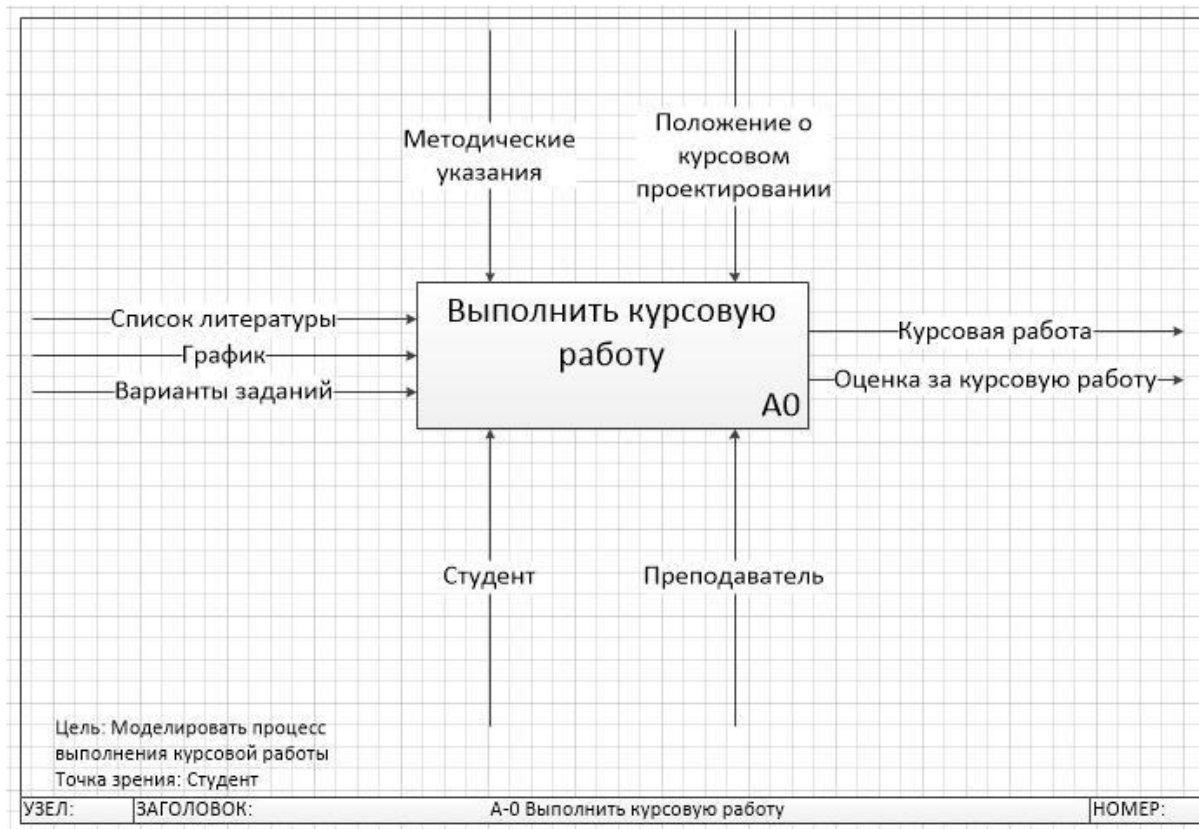 Методические
указания
Положение о
курсовом
проектировании
Список литературы
График
Варианты заданий
Выполнить курсовую
работу
А0
Курсовая работа
Оценка за курсовую работу
Студент
Преподаватель
Цель: Моделировать процесс
выполнения курсовой работы
Точка зрения: Студент
УЗЕЛ:
ЗАГОЛОВОК:
А-0 Выполнить курсовую работу
НОМЕР: